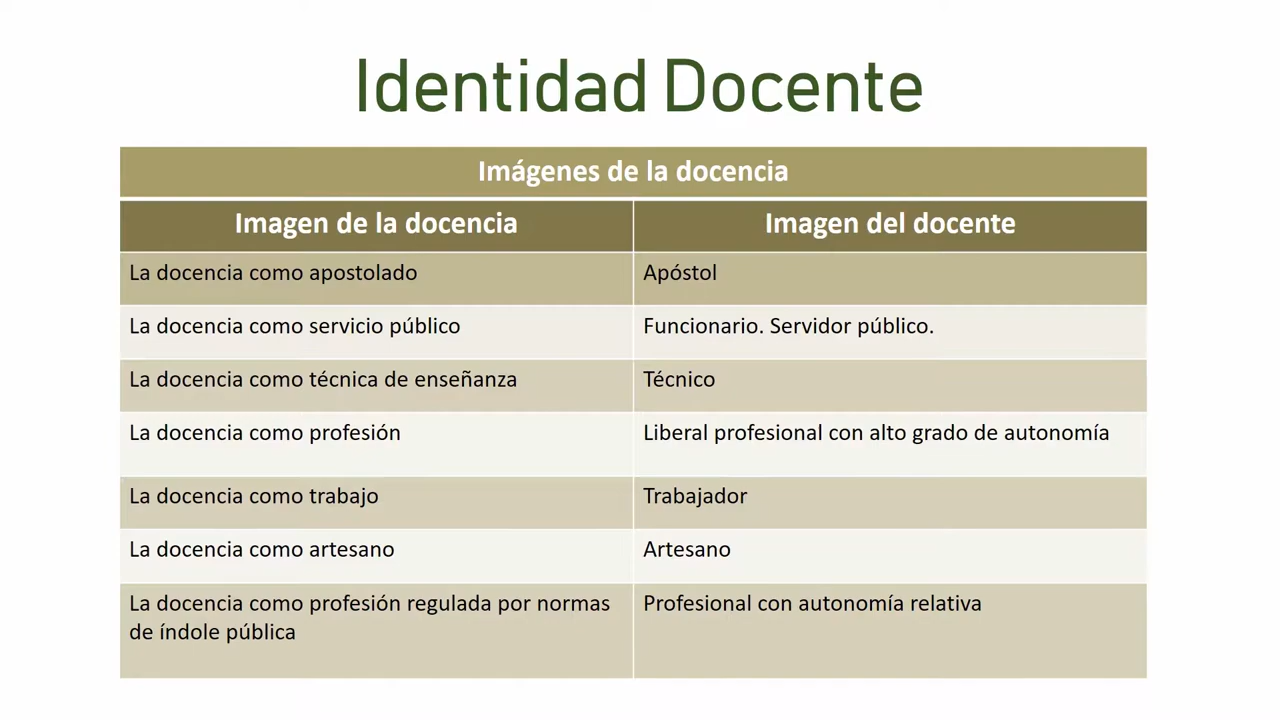 Identidad Docente
Imágenes de la docencia
Imagen de la docencia
Imagen del docente
La docencia como apostolado
Apóstol
La docencia como servicio público
Funcionario. Servidor público.
La docencia como técnica de enseñanza
Técnico
La docencia como profesión
Liberal profesional con alto grado de autonomía
La docencia como trabajo
Trabajador
La docencia como artesano
Artesano
La docencia como profesión regulada por normas
de índole pública
Profesional con autonomía relativa